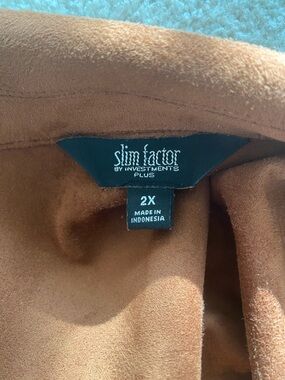 slim factor
BY INVESTMENTS
PLUS
2X
MADE IN
INDONESIA